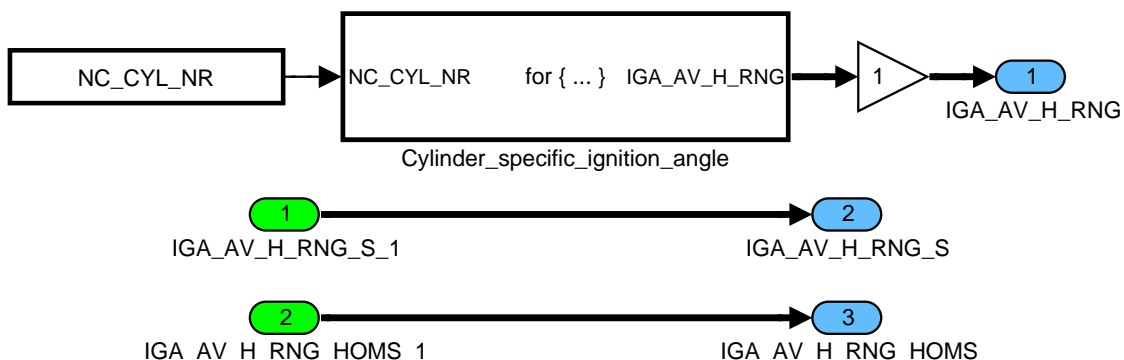 NC_CYL_NR
NC_CYL_NR for { ... } IGA_AV_H_RNG
1
1
IGA_AV_H_RNG
Cylinder_specific_ignition_angle
1
2
IGA_AV_H_RNG_S_1
IGA_AV_H_RNG_S
2
3
IGA_AV_H_RNG_HOMS_1
IGA_AV_H_RNG_HOMS